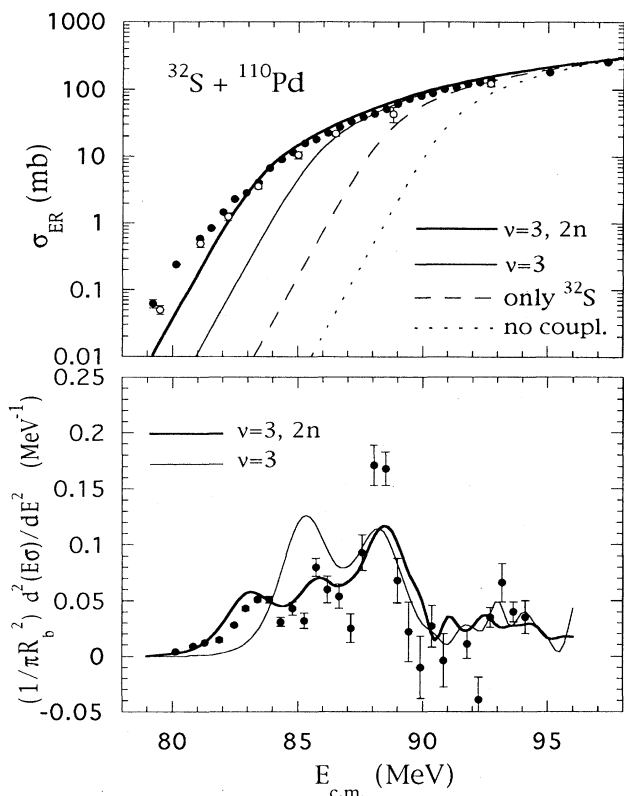 1000
100
10
1
0.1
0.01
σ_ER (mb)
³²S + ¹¹⁰Pd
ν=3, 2n
ν=3
only ³²S
no coupl.
0.25
0.2
0.15
0.1
0.05
0
-0.05
(1/πR_b²) d²(Eσ)/dE² (MeV⁻¹)
ν=3, 2n
ν=3
80
85
90
95
E_c.m. (MeV)